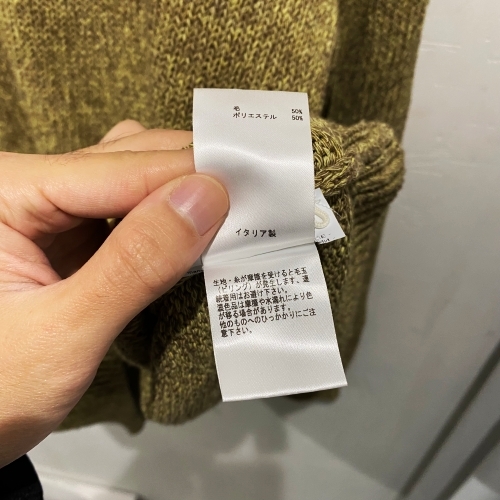 毛 50%
ポリエステル 50%
イタリア製
生地・糸が摩擦を受けると毛玉
(ピリング)が発生します。連
続着用はお避け下さい。
濃色品は摩擦や水濡れにより色
が移る場合があります。
他のものへのひっかかりにご注
意下さい。